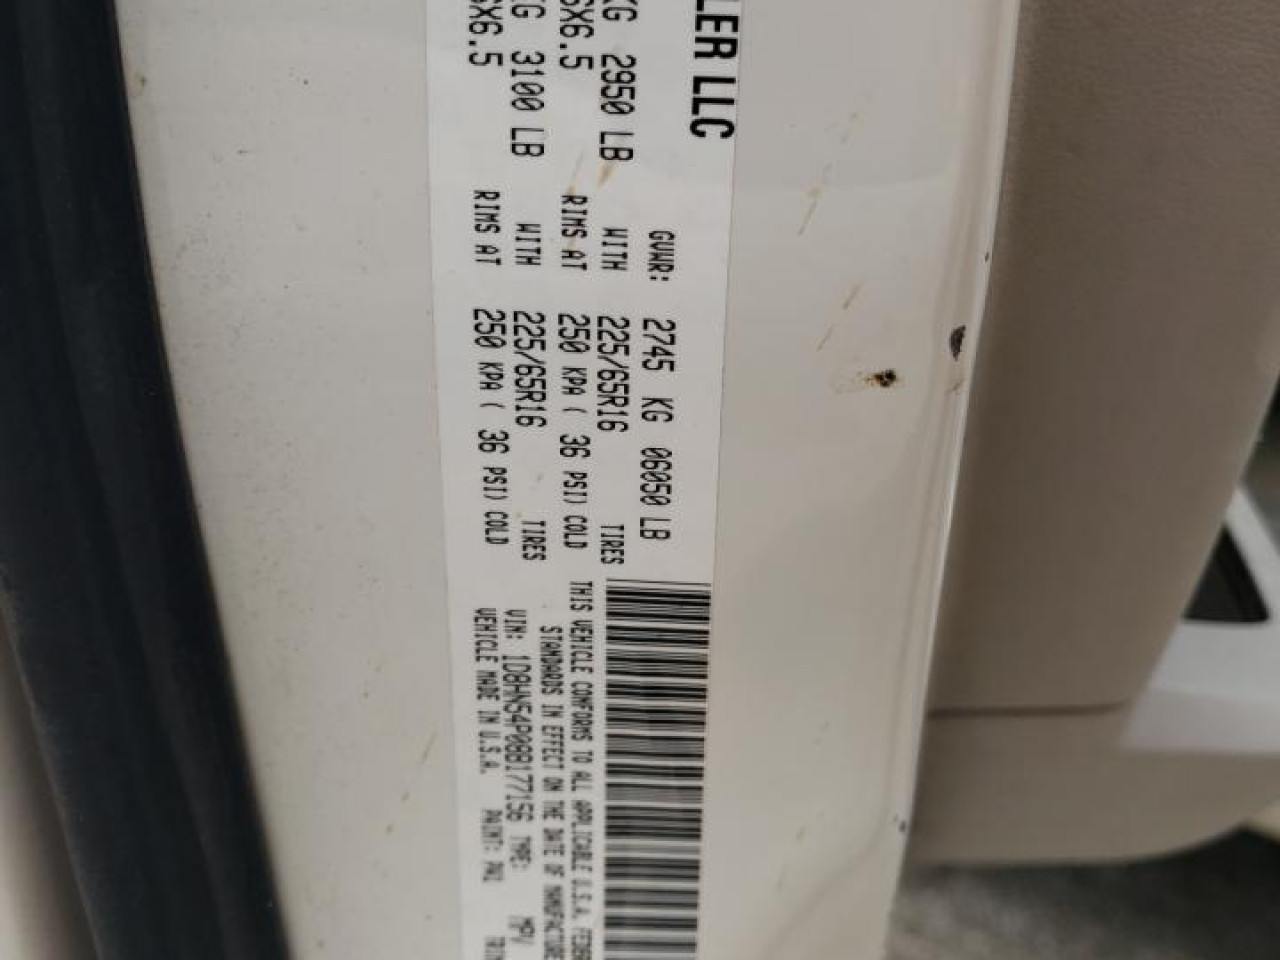 LER LLC
GVWR: 2745 KG 06050 LB
KG 2950 LB WITH 225/65R16 TIRES
6X6.5 RIMS AT 250 KPA ( 36 PSI) COLD
KG 3100 LB WITH 225/65R16 TIRES
6X6.5 RIMS AT 250 KPA ( 36 PSI) COLD
THIS VEHICLE CONFORMS TO ALL APPLICABLE U.S.A.
STANDARDS IN EFFECT ON THE DATE OF MANUFACTURE
VIN: 1D8HN54P08B177156 TYPE: MPV
VEHICLE MADE IN U.S.A. PAINT: PW1